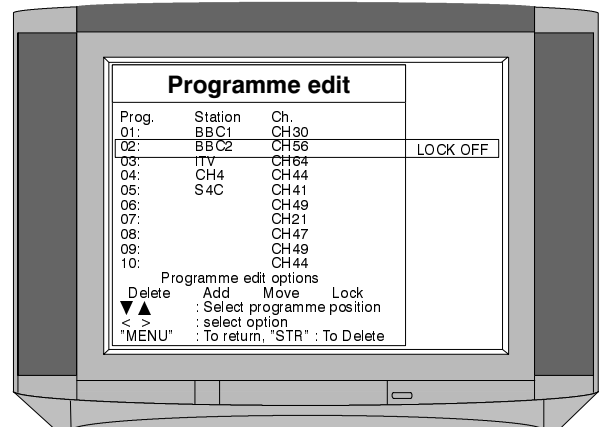 Programme edit
Prog. Station Ch.
01: BBC1 CH30
02: BBC2 CH56 LOCK OFF
03: ITV CH64
04: CH4 CH44
05: S4C CH41
06: CH49
07: CH21
08: CH47
09: CH49
10: CH44
Programme edit options
Delete Add Move Lock
▼▲ : Select programme position
< > : select option
"MENU" : To return, "STR" : To Delete